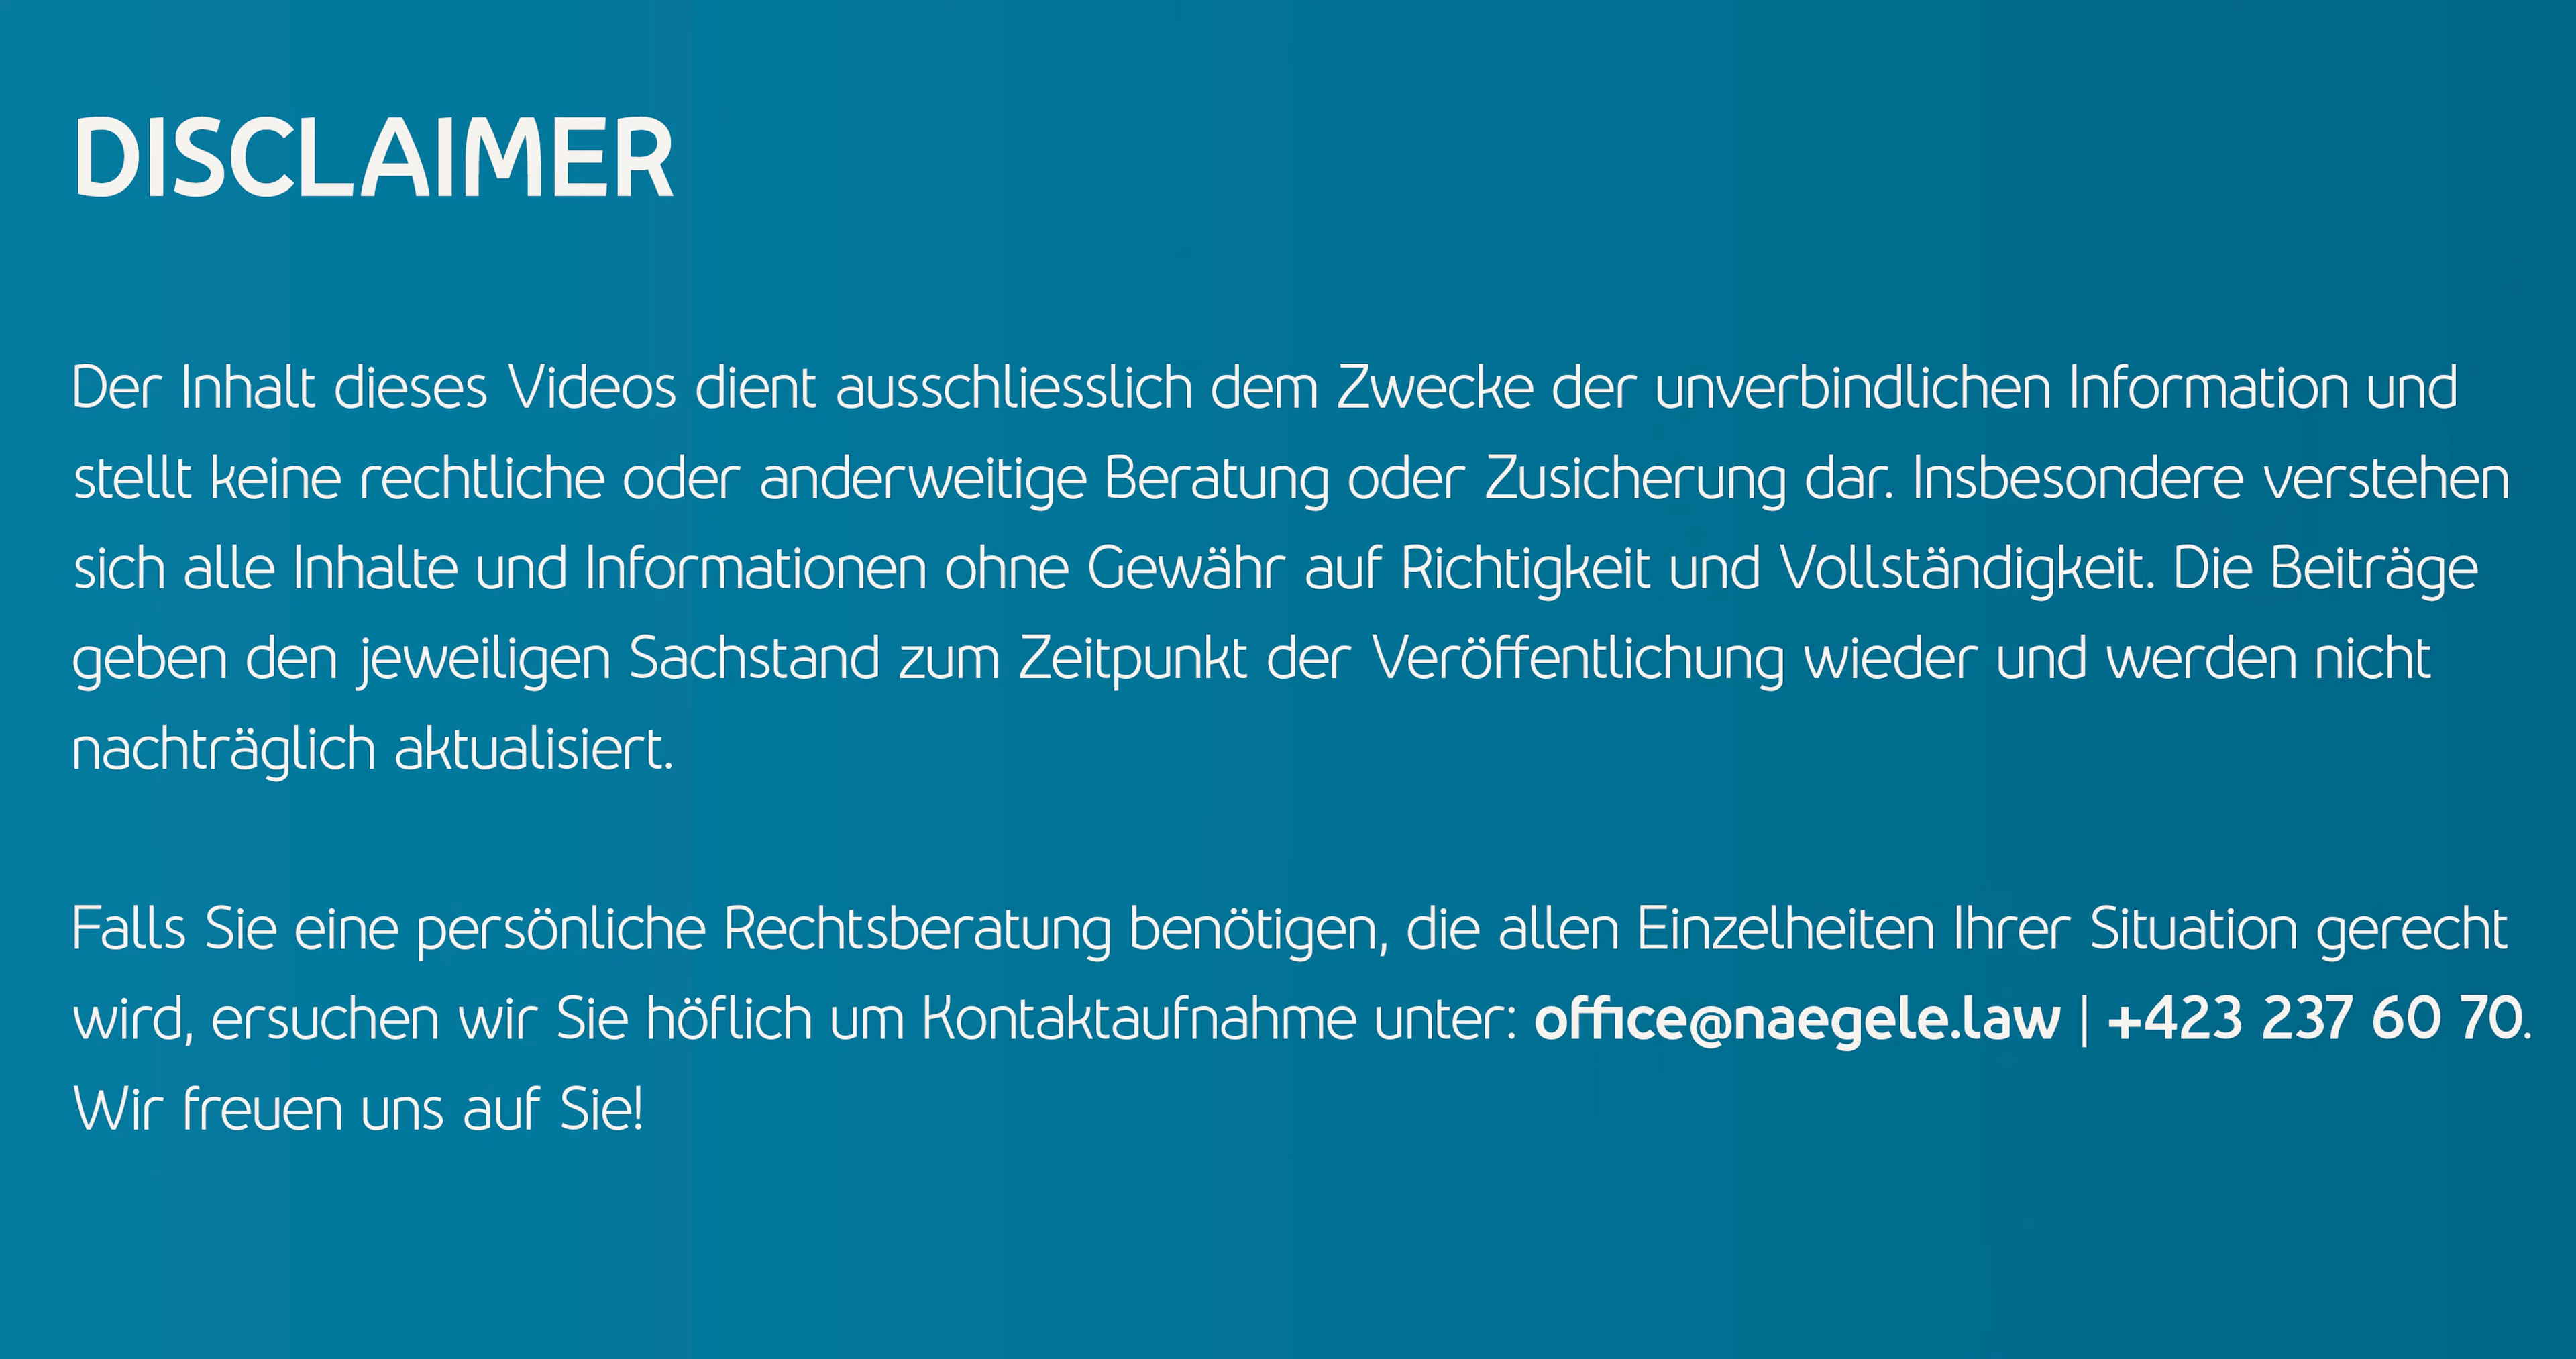 DISCLAIMER
Der Inhalt dieses Videos dient ausschliesslich dem Zwecke der unverbindlichen Information und
stellt keine rechtliche oder anderweitige Beratung oder Zusicherung dar. Insbesondere verstehen
sich alle Inhalte und Informationen ohne Gewähr auf Richtigkeit und Vollständigkeit. Die Beiträge
geben den jeweiligen Sachstand zum Zeitpunkt der Veröffentlichung wieder und werden nicht
nachträglich aktualisiert.
Falls Sie eine persönliche Rechtsberatung benötigen, die allen Einzelheiten Ihrer Situation gerecht
wird, ersuchen wir Sie höflich um Kontaktaufnahme unter: office@naegele.law | +423 237 60 70.
Wir freuen uns auf Sie!